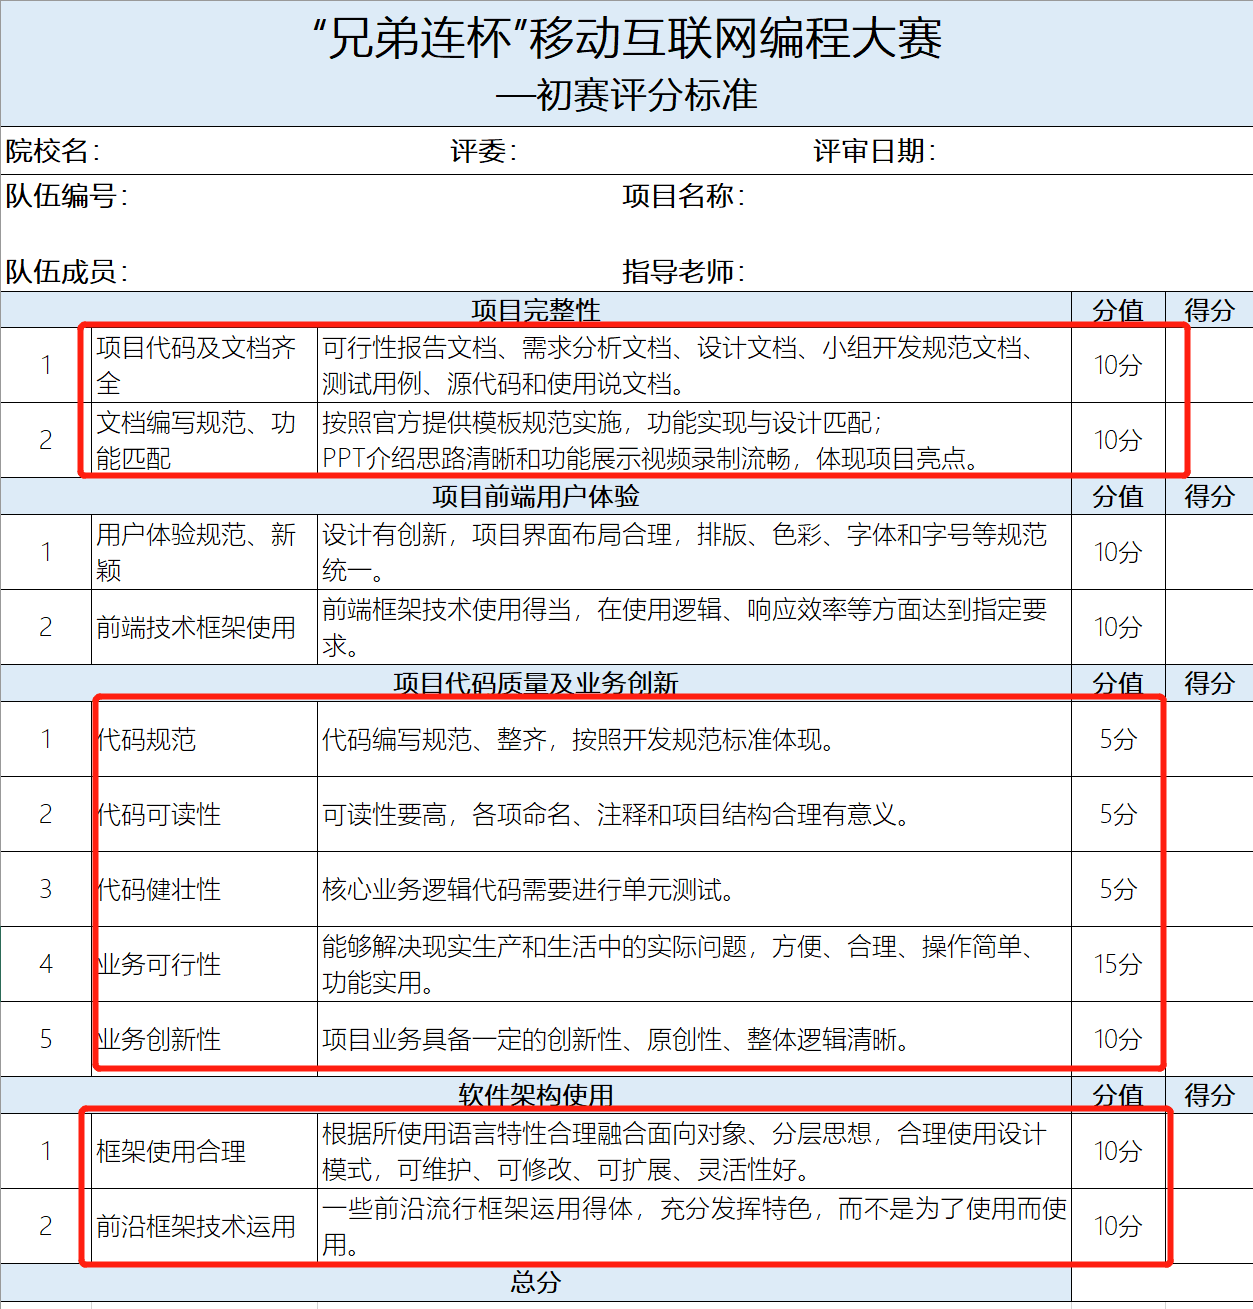 “兄弟连杯”移动互联网编程大赛
—初赛评分标准
院校名： 评委： 评审日期：
队伍编号： 项目名称：
队伍成员： 指导老师：
项目完整性 分值 得分
1 项目代码及文档齐全 可行性报告文档、需求分析文档、设计文档、小组开发规范文档、 10分
测试用例、源代码和使用说文档。
2 文档编写规范、功能匹配 按照官方提供模板规范实施，功能实现与设计匹配； 10分
PPT介绍思路清晰和功能展示视频录制流畅，体现项目亮点。
项目前端用户体验 分值 得分
1 用户体验规范、新颖 设计有创新，项目界面布局合理，排版、色彩、字体和字号等规范 10分
统一。
2 前端技术框架使用 前端框架技术使用得当，在使用逻辑、响应效率等方面达到指定要 10分
求。
项目代码质量及业务创新 分值 得分
1 代码规范 代码编写规范、整齐，按照开发规范标准体现。 5分
2 代码可读性 可读性要高，各项命名、注释和项目结构合理有意义。 5分
3 代码健壮性 核心业务逻辑代码需要进行单元测试。 5分
4 业务可行性 能够解决现实生产和生活中的实际问题，方便、合理、操作简单、 15分
功能实用。
5 业务创新性 项目业务具备一定的创新性、原创性、整体逻辑清晰。 10分
软件架构使用 分值 得分
1 框架使用合理 根据所使用语言特性合理融合面向对象、分层思想，合理使用设计 10分
模式，可维护、可修改、可扩展、灵活性好。
2 前沿框架技术运用 一些前沿流行框架运用得体，充分发挥特色，而不是为了使用而使 10分
用。
总分